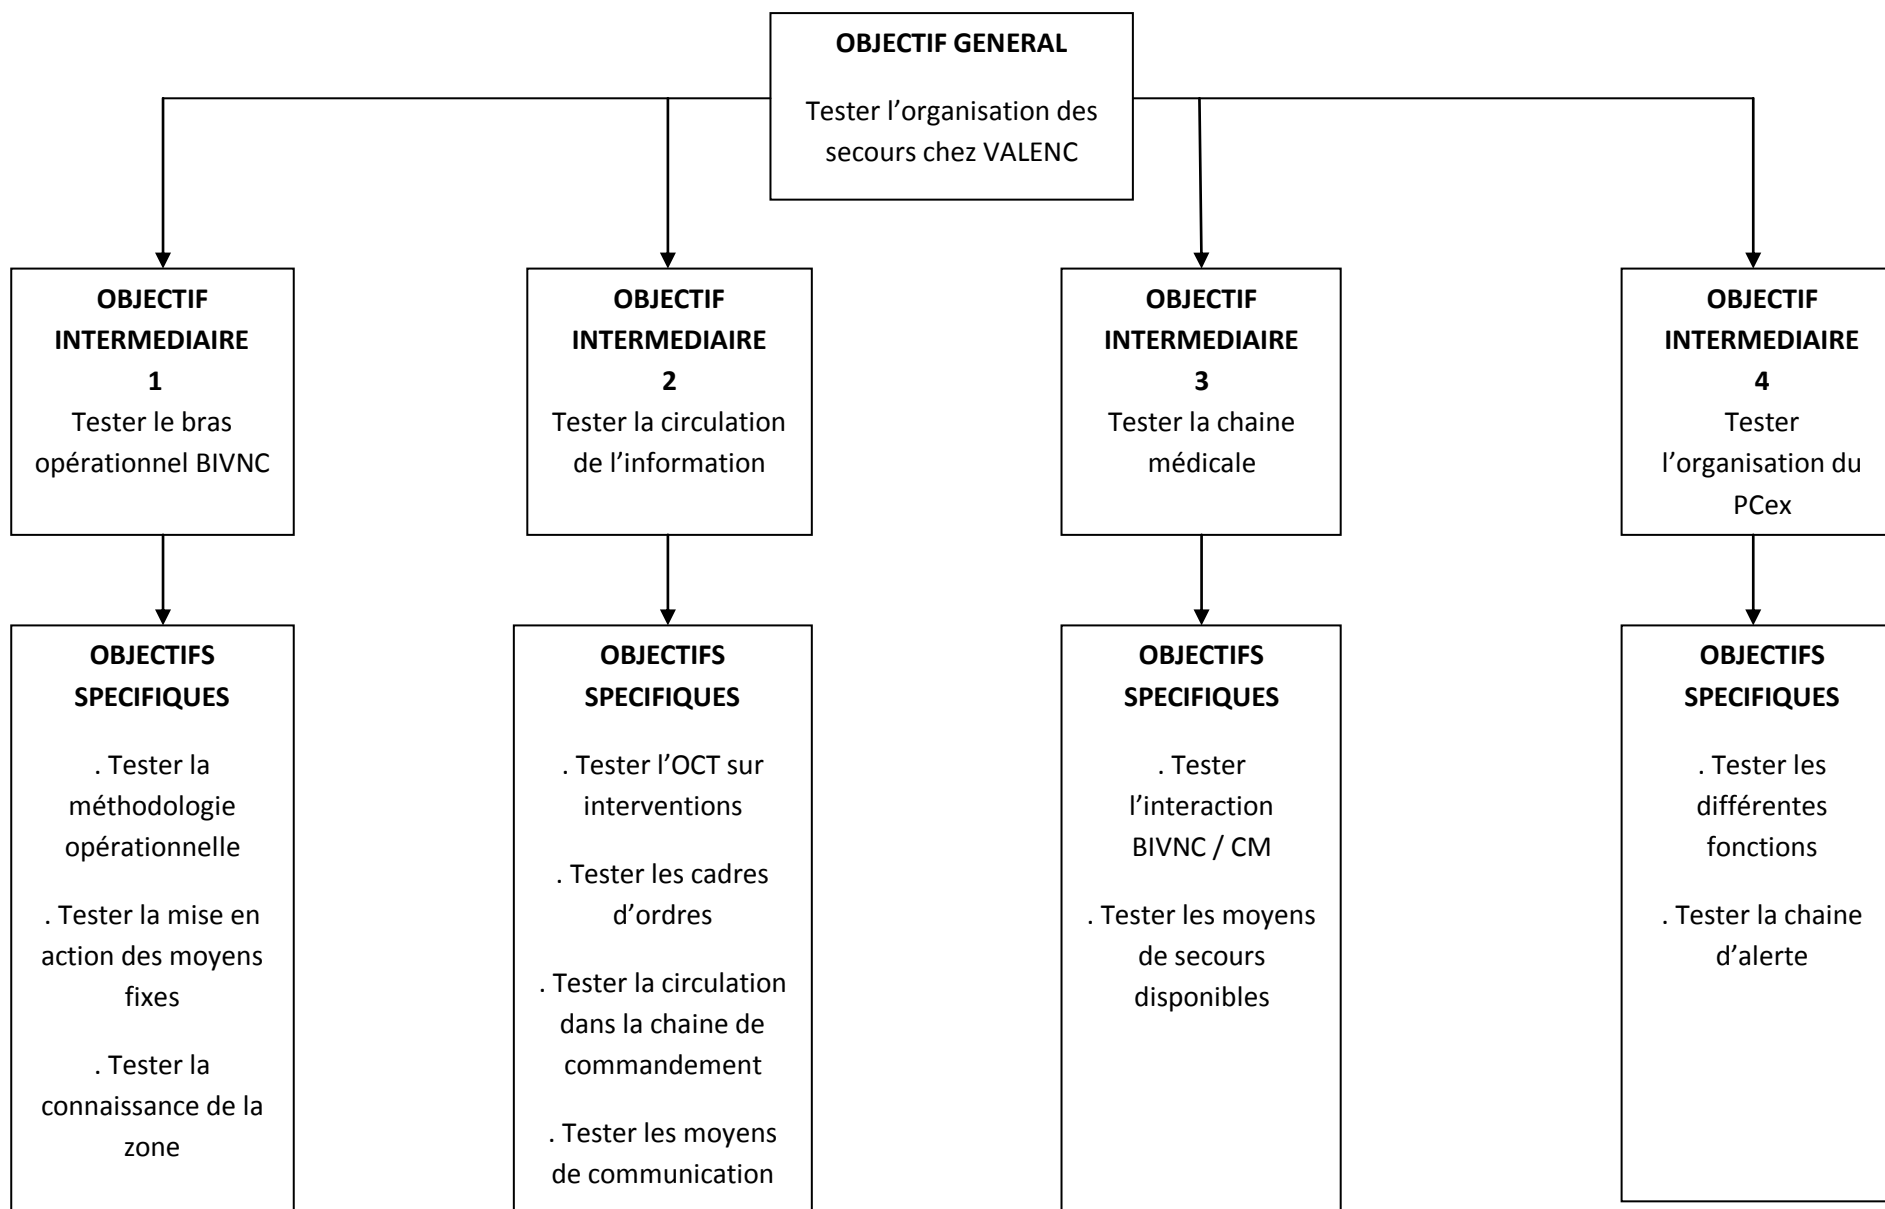 OBJECTIF GENERAL
Tester l’organisation des
secours chez VALENC
OBJECTIF
INTERMEDIAIRE
1
Tester le bras
opérationnel BIVNC
OBJECTIF
INTERMEDIAIRE
2
Tester la circulation
de l’information
OBJECTIF
INTERMEDIAIRE
3
Tester la chaine
médicale
OBJECTIF
INTERMEDIAIRE
4
Tester
l’organisation du
PCex
OBJECTIFS
SPECIFIQUES
. Tester la
méthodologie
opérationnelle
. Tester la mise en
action des moyens
fixes
. Tester la
connaissance de la
zone
OBJECTIFS
SPECIFIQUES
. Tester l’OCT sur
interventions
. Tester les cadres
d’ordres
. Tester la circulation
dans la chaine de
commandement
. Tester les moyens
de communication
OBJECTIFS
SPECIFIQUES
. Tester
l’interaction
BIVNC / CM
. Tester les moyens
de secours
disponibles
OBJECTIFS
SPECIFIQUES
. Tester les
différentes
fonctions
. Tester la chaine
d’alerte